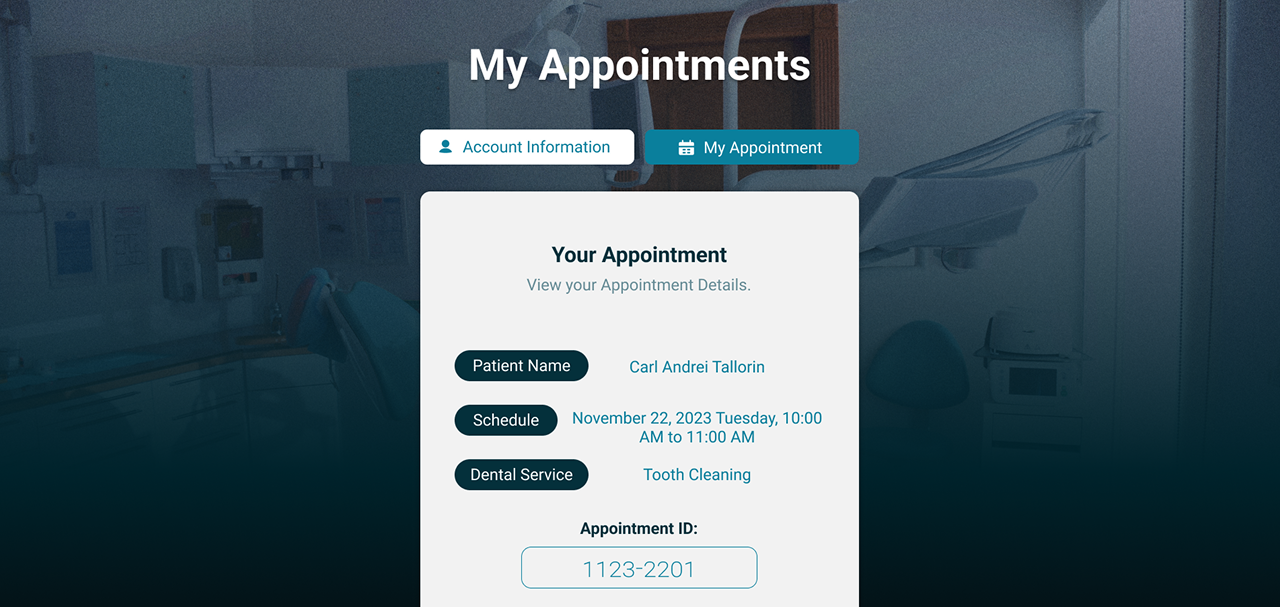 My Appointments
Account Information
My Appointment
Your Appointment
View your Appointment Details.
Patient Name
Carl Andrei Tallorin
Schedule
November 22, 2023 Tuesday, 10:00
AM to 11:00 AM
Dental Service
Tooth Cleaning
Appointment ID:
1123-2201